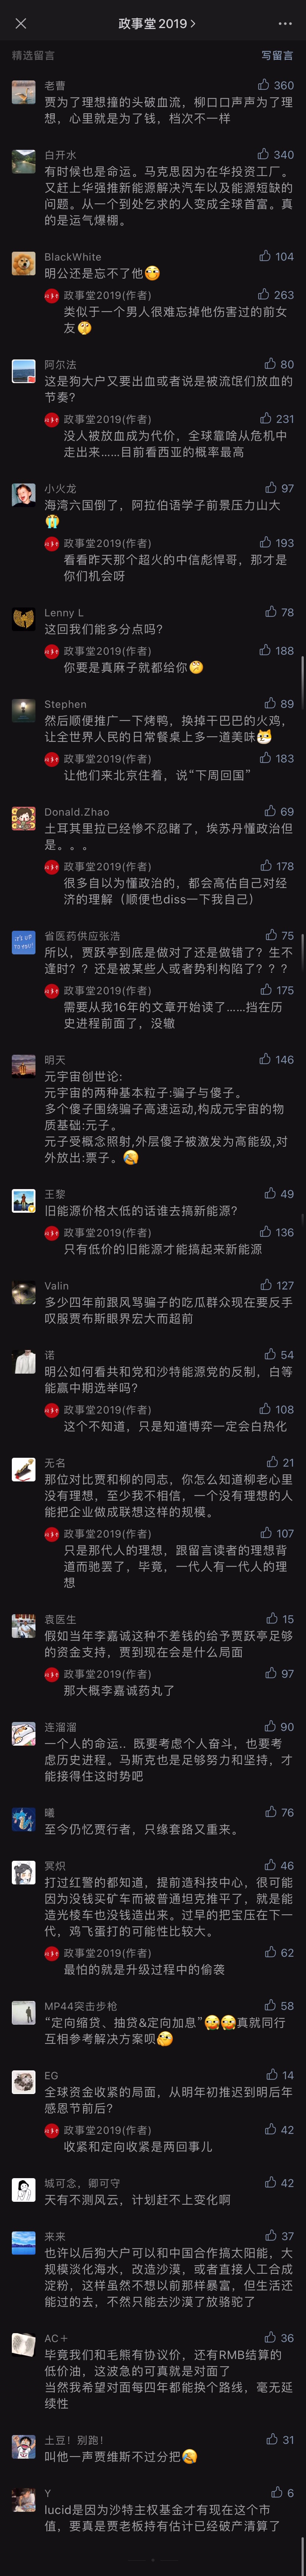 政事堂2019
精选留言
写留言
老曹
360
贾为了理想撞的头破血流，柳口口声声为了理
想，心里就是为了钱，档次不一样
白开水
340
有时候也是命运。马克思因为在华投资工厂。
又赶上华强推新能源解决汽车以及能源短缺的
问题。从一个到处乞求的人变成全球首富。真
的是运气爆棚。
BlackWhite
104
明公还是忘不了他
政事堂2019(作者)
263
类似于一个男人很难忘掉他伤害过的前女
友
阿尔法
80
这是狗大户又要出血或者说是被流氓们放血的
节奏？
政事堂2019(作者)
231
没人被放血成为代价，全球靠啥从危机中
走出来……目前看西亚的概率最高
小火龙
97
海湾六国倒了，阿拉伯语学子前景压力山大
政事堂2019(作者)
193
看看昨天那个超火的中信彪悍哥，那才是
你们机会呀
Lenny L
78
这回我们能多分点吗？
政事堂2019(作者)
188
你要是真麻子就都给你
Stephen
89
然后顺便推广一下烤鸭，换掉干巴巴的火鸡，
让全世界人民的日常餐桌上多一道美味
政事堂2019(作者)
183
让他们来北京住着，说“下周回国”
Donald.Zhao
69
土耳其里拉已经惨不忍睹了，埃苏丹懂政治但
是。。。
政事堂2019(作者)
178
很多自以为懂政治的，都会高估自己对经
济的理解（顺便也diss一下我自己）
省医药供应张浩
75
所以，贾跃亭到底是做对了还是做错了？生不
逢时？？还是被某些人或者势利构陷了？？？
政事堂2019(作者)
175
需要从我16年的文章开始读了……挡在历
史进程前面了，没辙
明天
146
元宇宙创世论:
元宇宙的两种基本粒子:骗子与傻子。
多个傻子围绕骗子高速运动,构成元宇宙的物
质基础:元子。
元子受概念照射,外层傻子被激发为高能级,对
外放出:票子。
王黎
49
旧能源价格太低的话谁去搞新能源？
政事堂2019(作者)
136
只有低价的旧能源才能搞起来新能源
Valin
127
多少四年前跟风骂骗子的吃瓜群众现在要反手
叹服贾布斯眼界宏大而超前
诺
54
明公如何看共和党和沙特能源党的反制，白等
能赢中期选举吗？
政事堂2019(作者)
108
这个不知道，只是知道博弈一定会白热化
无名
21
那位对比贾和柳的同志，你怎么知道柳老心里
没有理想，至少我不相信，一个没有理想的人
能把企业做成联想这样的规模。
政事堂2019(作者)
107
只是那代人的理想，跟留言读者的理想背
道而驰罢了，毕竟，一代人有一代人的理
想
袁医生
15
假如当年李嘉诚这种不差钱的给予贾跃亭足够
的资金支持，贾到现在会是什么局面
政事堂2019(作者)
97
那大概李嘉诚药丸了
连溜溜
90
一个人的命运..  既要考虑个人奋斗，也要考
虑历史进程。马斯克也是足够努力和坚持，才
能接得住这时势吧
曦
76
至今仍忆贾行者，只缘套路又重来。
冥炽
46
打过红警的都知道，提前造科技中心，很可能
因为没钱买矿车而被普通坦克推平了，就是能
造光棱车也没钱造出来。过早的把宝压在下一
代，鸡飞蛋打的可能性比较大。
政事堂2019(作者)
62
最怕的就是升级过程中的偷袭
MP44突击步枪
58
“定向缩贷、抽贷&定向加息”真就同行
互相参考解决方案呗
EG
14
全球资金收紧的局面，从明年初推迟到明后年
感恩节前后？
政事堂2019(作者)
42
收紧和定向收紧是两回事儿
城可念，卿可守
42
天有不测风云，计划赶不上变化啊
来来
37
也许以后狗大户可以和中国合作搞太阳能，大
规模淡化海水，改造沙漠，或者直接人工合成
淀粉，这样虽然不想以前那样暴富，但生活还
能过的去，不然只能去沙漠了放骆驼了
AC＋
36
毕竟我们和毛熊有协议价，还有RMB结算的
低价油，这波急的可真就是对面了
当然我希望对面每四年都能换个路线，毫无延
续性
土豆！别跑！
31
叫他一声贾维斯不过分把
Y
6
lucid是因为沙特主权基金才有现在这个市
值，要真是贾老板持有估计已经破产清算了